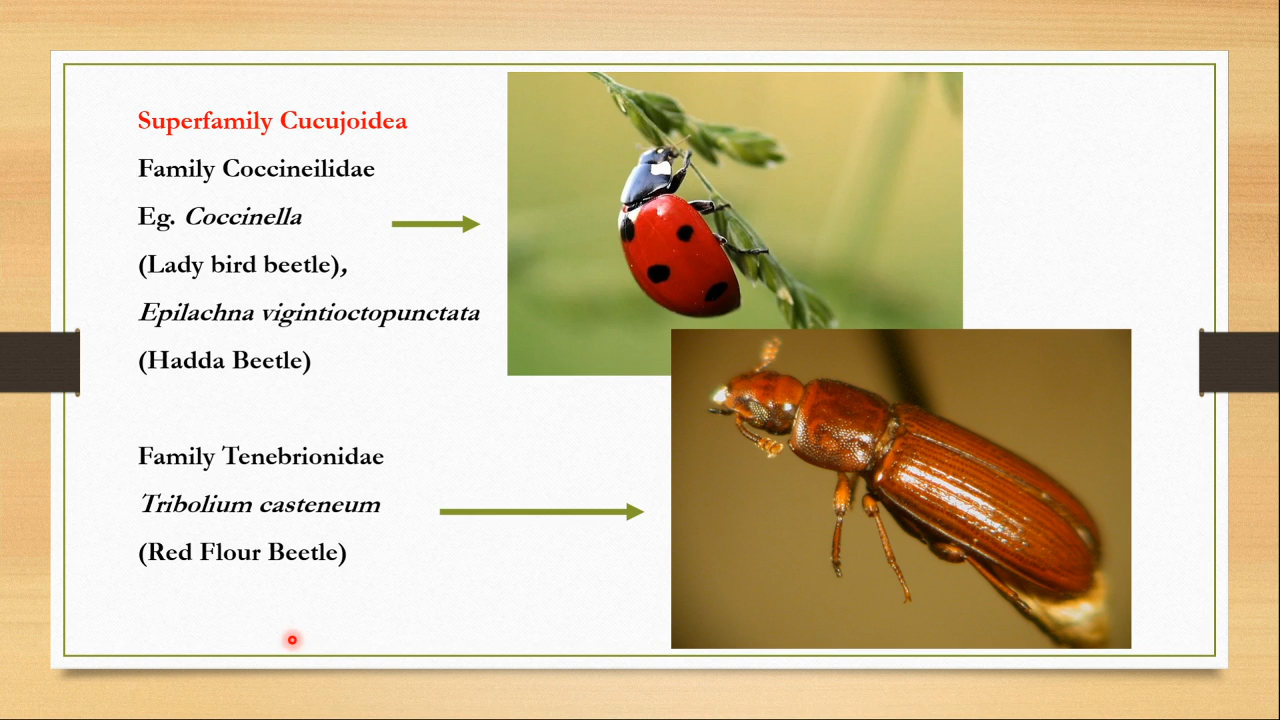 Superfamily Cucujoidea
Family Coccineilidae
Eg. Coccinella
(Lady bird beetle),
Epilachna vigintioctopunctata
(Hadda Beetle)
Family Tenebrionidae
Tribolium casteneum
(Red Flour Beetle)